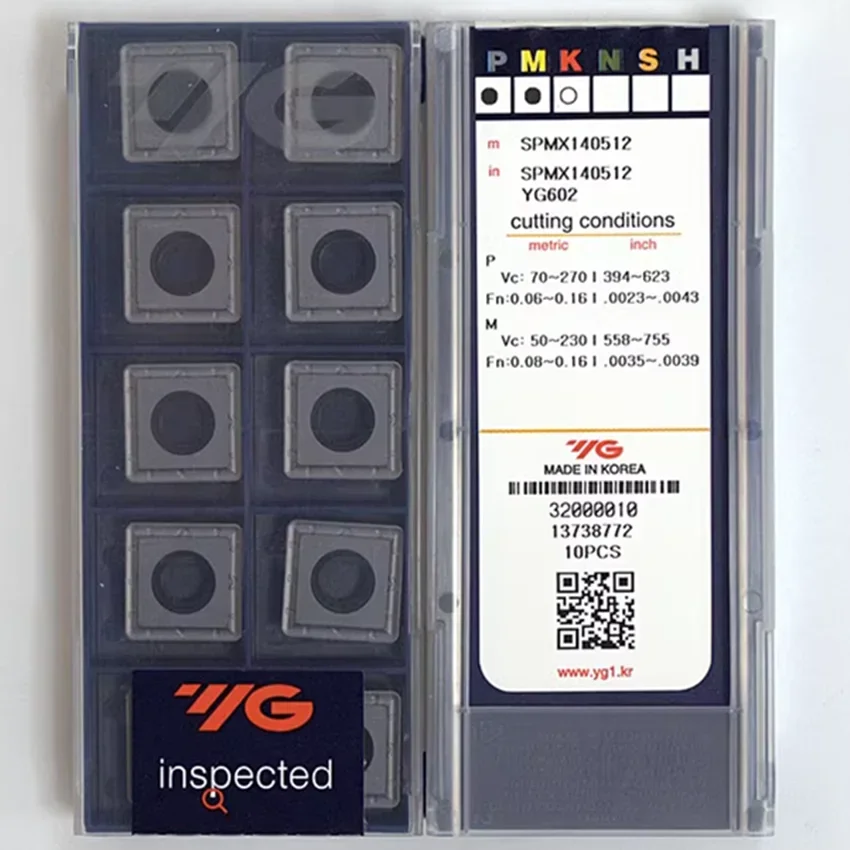 YG
YG
inspected
P M K N S H
m SPMX140512
in SPMX140512
YG602
cutting conditions
metric inch
P
Vc: 70~270 | 394~623
Fn:0.06~0.16 | .0023~.0043
M
Vc: 50~230 | 558~755
Fn:0.08~0.16 | .0035~.0039
YG
MADE IN KOREA
32000010
13738772
10PCS
www.yg1.kr